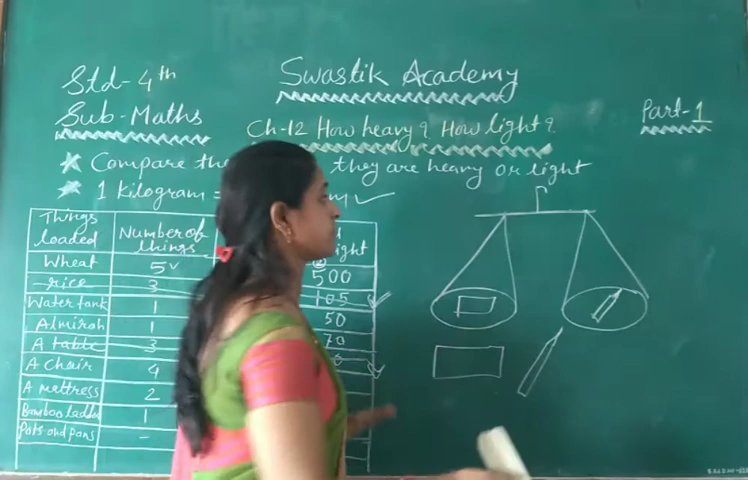 Std- 4th
Swastik Academy
Sub- Maths
Part-1
Ch-12 How heavy? How light?
Compare the they are heavy or light
1 Kilogram =
Things loaded
Number of things
Wheat 5 500
rice 3 105
Water tank 1 50
Almirah 1 70
A table 3
A chair 4
A mattress 2
Bamboo ladder 1
Pots and pans -